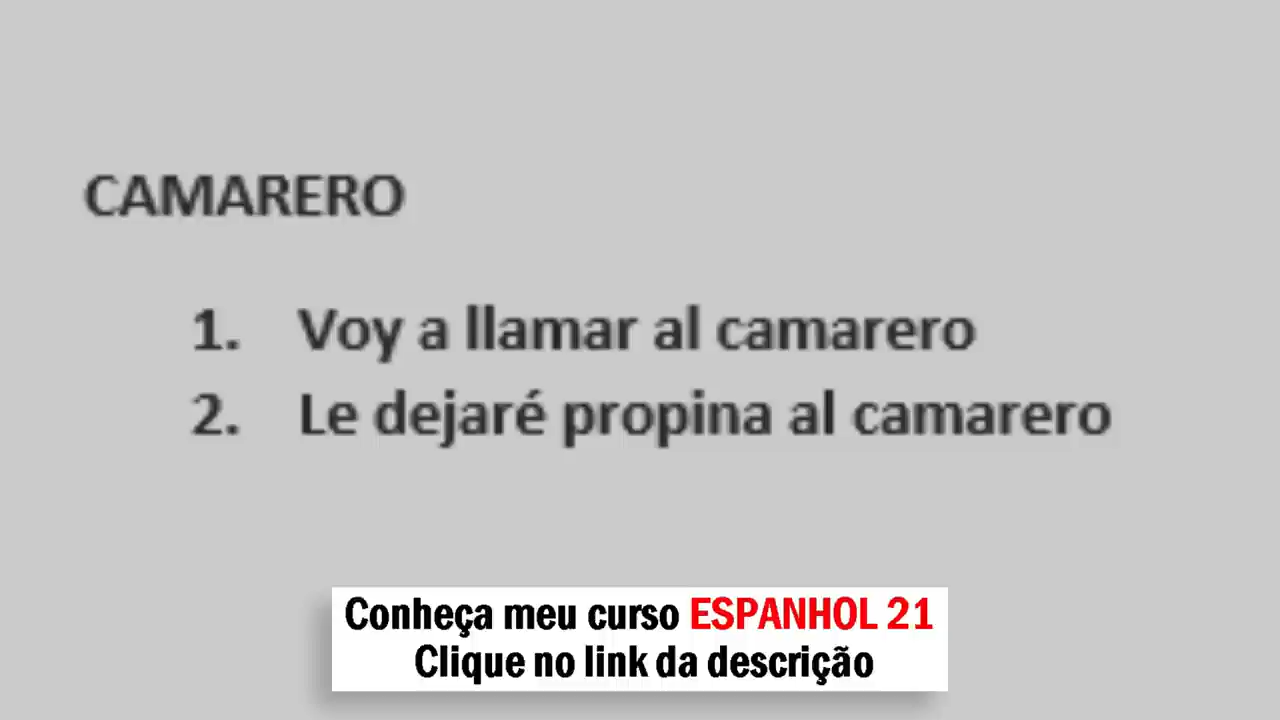 CAMARERO
1. Voy a llamar al camarero
2. Le dejaré propina al camarero
Conheça meu curso ESPANHOL 21
Clique no link da descrição